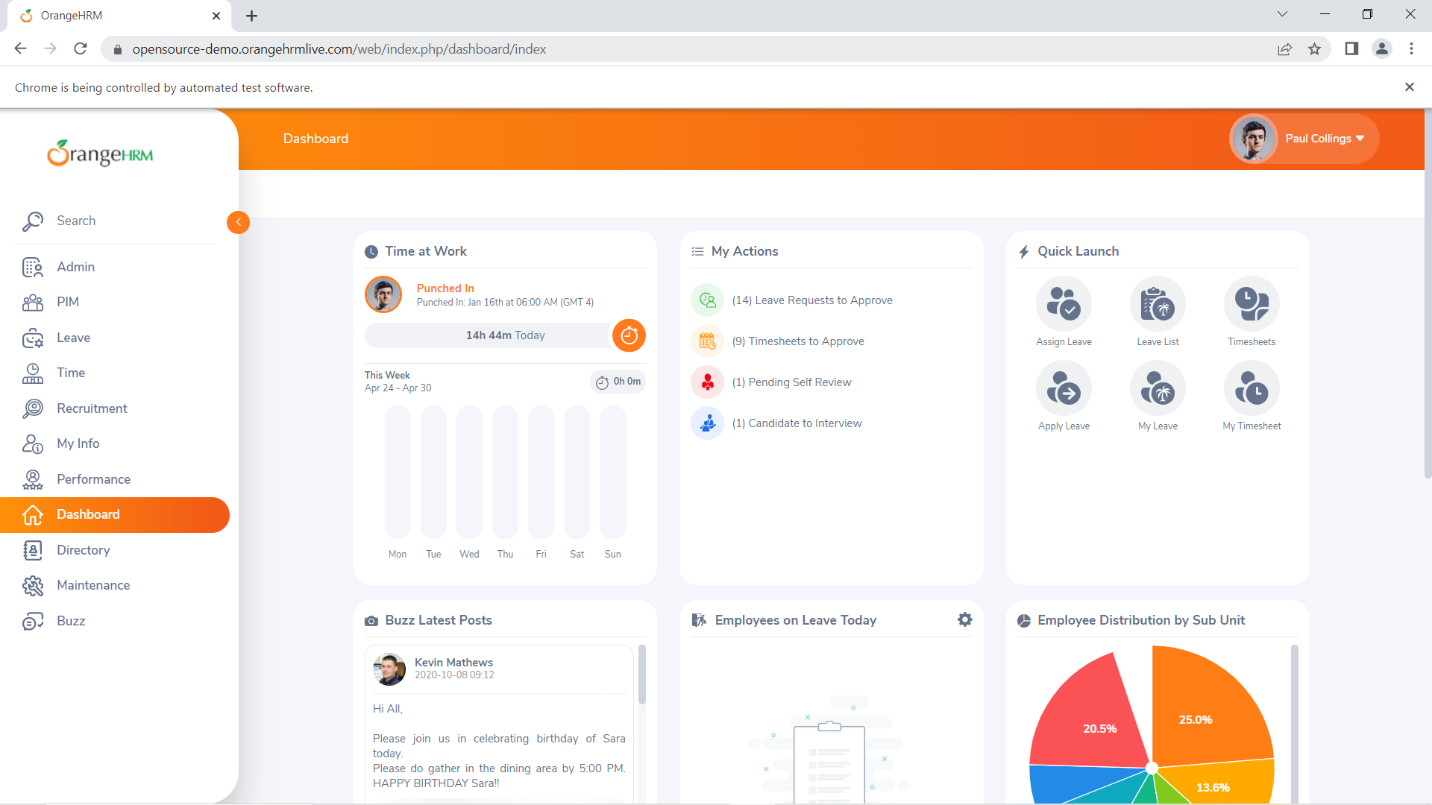 OrangeHRM
opensource-demo.orangehrmlive.com/web/index.php/dashboard/index
Chrome is being controlled by automated test software.
OrangeHRM
Dashboard
Paul Collings
Search
Admin
PIM
Leave
Time
Recruitment
My Info
Performance
Dashboard
Directory
Maintenance
Buzz
Time at Work
Punched In
Punched In: Jan 16th at 06:00 AM (GMT 4)
14h 44m Today
This Week
Apr 24 - Apr 30
0h 0m
Mon Tue Wed Thu Fri Sat Sun
My Actions
(14) Leave Requests to Approve
(9) Timesheets to Approve
(1) Pending Self Review
(1) Candidate to Interview
Quick Launch
Assign Leave Leave List Timesheets
Apply Leave My Leave My Timesheet
Buzz Latest Posts
Kevin Mathews
2020-10-08 09:12
Hi All,
Please join us in celebrating birthday of Sara
today.
Please do gather in the dining area by 5:00 PM.
HAPPY BIRTHDAY Sara!!
Employees on Leave Today
Employee Distribution by Sub Unit
20.5%
25.0%
13.6%